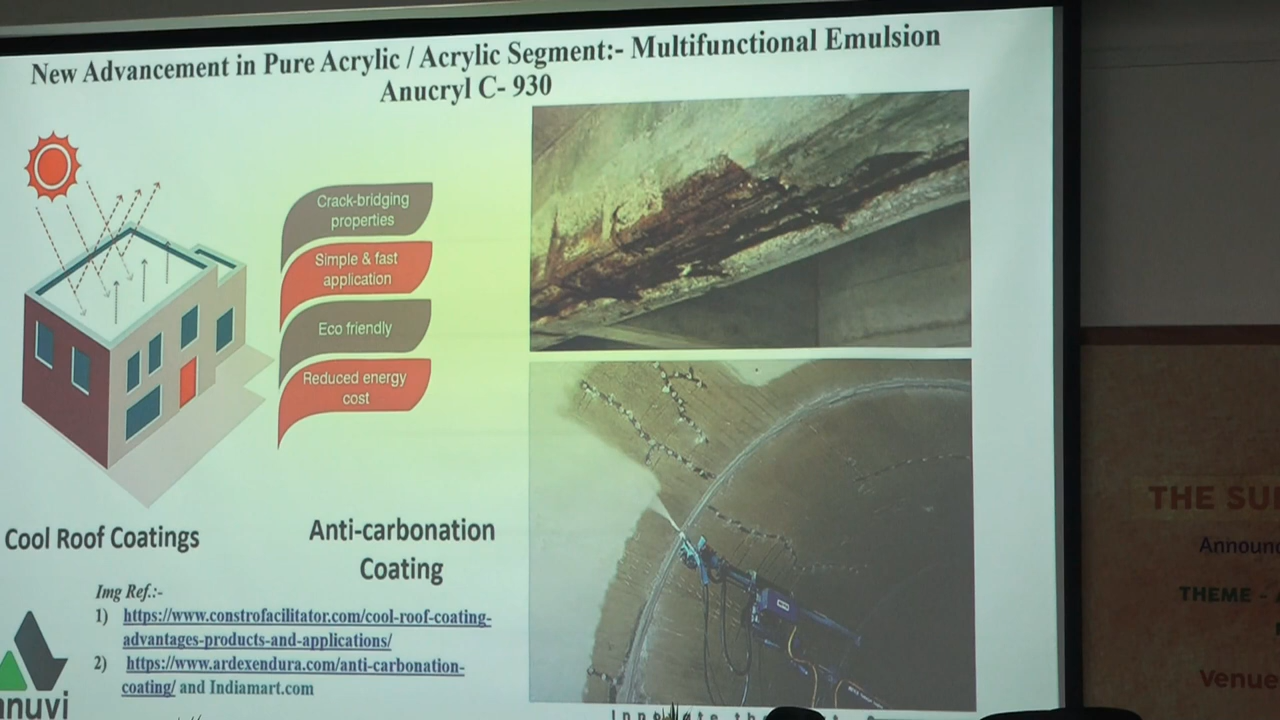 New Advancement in Pure Acrylic / Acrylic Segment:- Multifunctional Emulsion
Anucryl C- 930
Crack-bridging
properties
Simple & fast
application
Eco friendly
Reduced energy
cost
Cool Roof Coatings
Anti-carbonation
Coating
Img Ref.:-
1) https://www.constrofacilitator.com/cool-roof-coating-
advantages-products-and-applications/
2) https://www.ardexendura.com/anti-carbonation-
coating/ and Indiamart.com
THE SU
Announ
THEME -
Venue